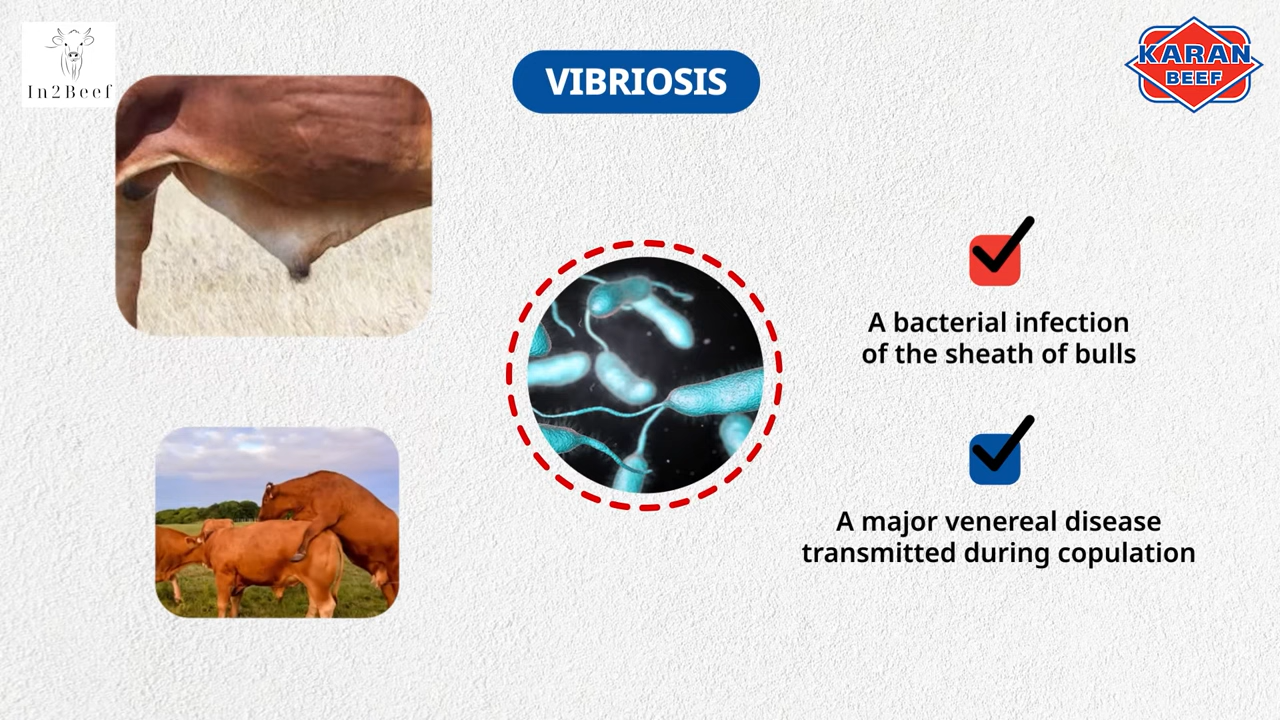 In2Beef
VIBRIOSIS
KARAN
BEEF
A bacterial infection
of the sheath of bulls
A major venereal disease
transmitted during copulation